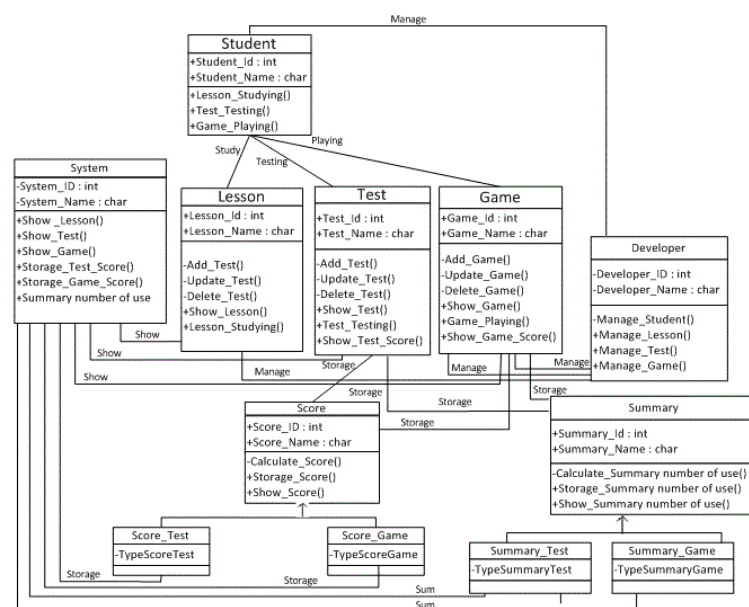 Manage
Student
+Student_Id : int
+Student_Name : char
+Lesson_Studying()
+Test_Testing()
+Game_Playing()
Study
Testing
Playing
System
-System_ID : int
-System_Name : char
+Show _Lesson()
+Show_Test()
+Show_Game()
+Storage_Test_Score()
+Storage_Game_Score()
+Summary number of use
Lesson
+Lesson_Id : int
+Lesson_Name : char
-Add_Test()
-Update_Test()
-Delete_Test()
+Show_Lesson()
+Lesson_Studying()
Test
+Test_Id : int
+Test_Name : char
-Add_Test()
-Update_Test()
-Delete_Test()
+Show_Test()
+Test_Testing()
+Show_Test_Score()
Game
+Game_Id : int
+Game_Name : char
-Add_Game()
-Update_Game()
-Delete_Game()
+Show_Game()
+Game_Playing()
+Show_Game_Score()
Developer
-Developer_ID : int
-Developer_Name : char
-Manage_Student()
+Manage_Lesson()
+Manage_Test()
+Manage_Game()
Show
Show
Show
Manage
Storage
Manage
Manage
Storage
Storage
Storage
Storage
Score
+Score_ID : int
+Score_Name : char
-Calculate_Score()
+Storage_Score()
+Show_Score()
Summary
+Summary_Id : int
+Summary_Name : char
-Calculate_Summary number of use()
+Storage_Summary number of use()
+Show_Summary number of use()
Score_Test
-TypeScoreTest
Score_Game
-TypeScoreGame
Summary_Test
-TypeSummaryTest
Summary_Game
-TypeSummaryGame
Storage
Storage
Sum
Sum